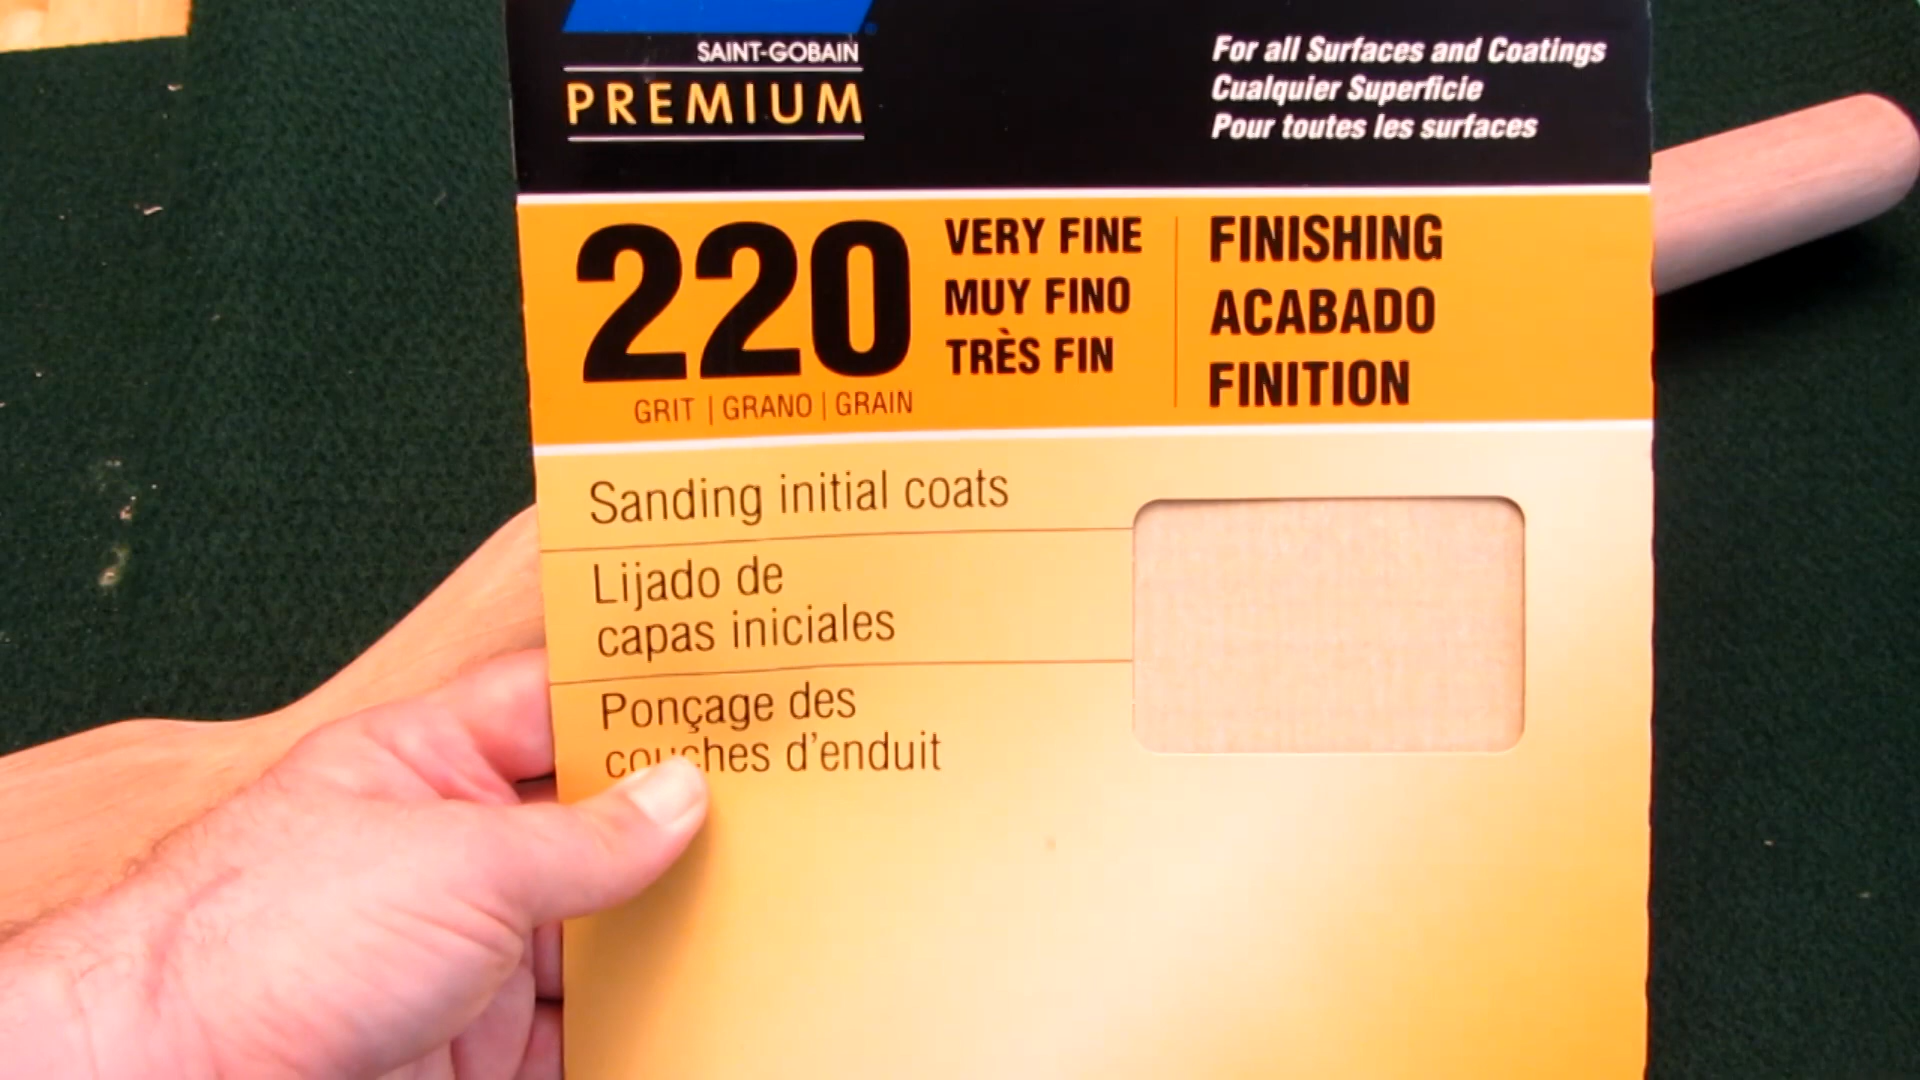 SAINT-GOBAIN
PREMIUM
For all Surfaces and Coatings
Cualquier Superficie
Pour toutes les surfaces
220
GRIT | GRANO | GRAIN
VERY FINE
MUY FINO
TRÈS FIN
FINISHING
ACABADO
FINITION
Sanding initial coats
Lijado de
capas iniciales
Ponçage des
couches d'enduit